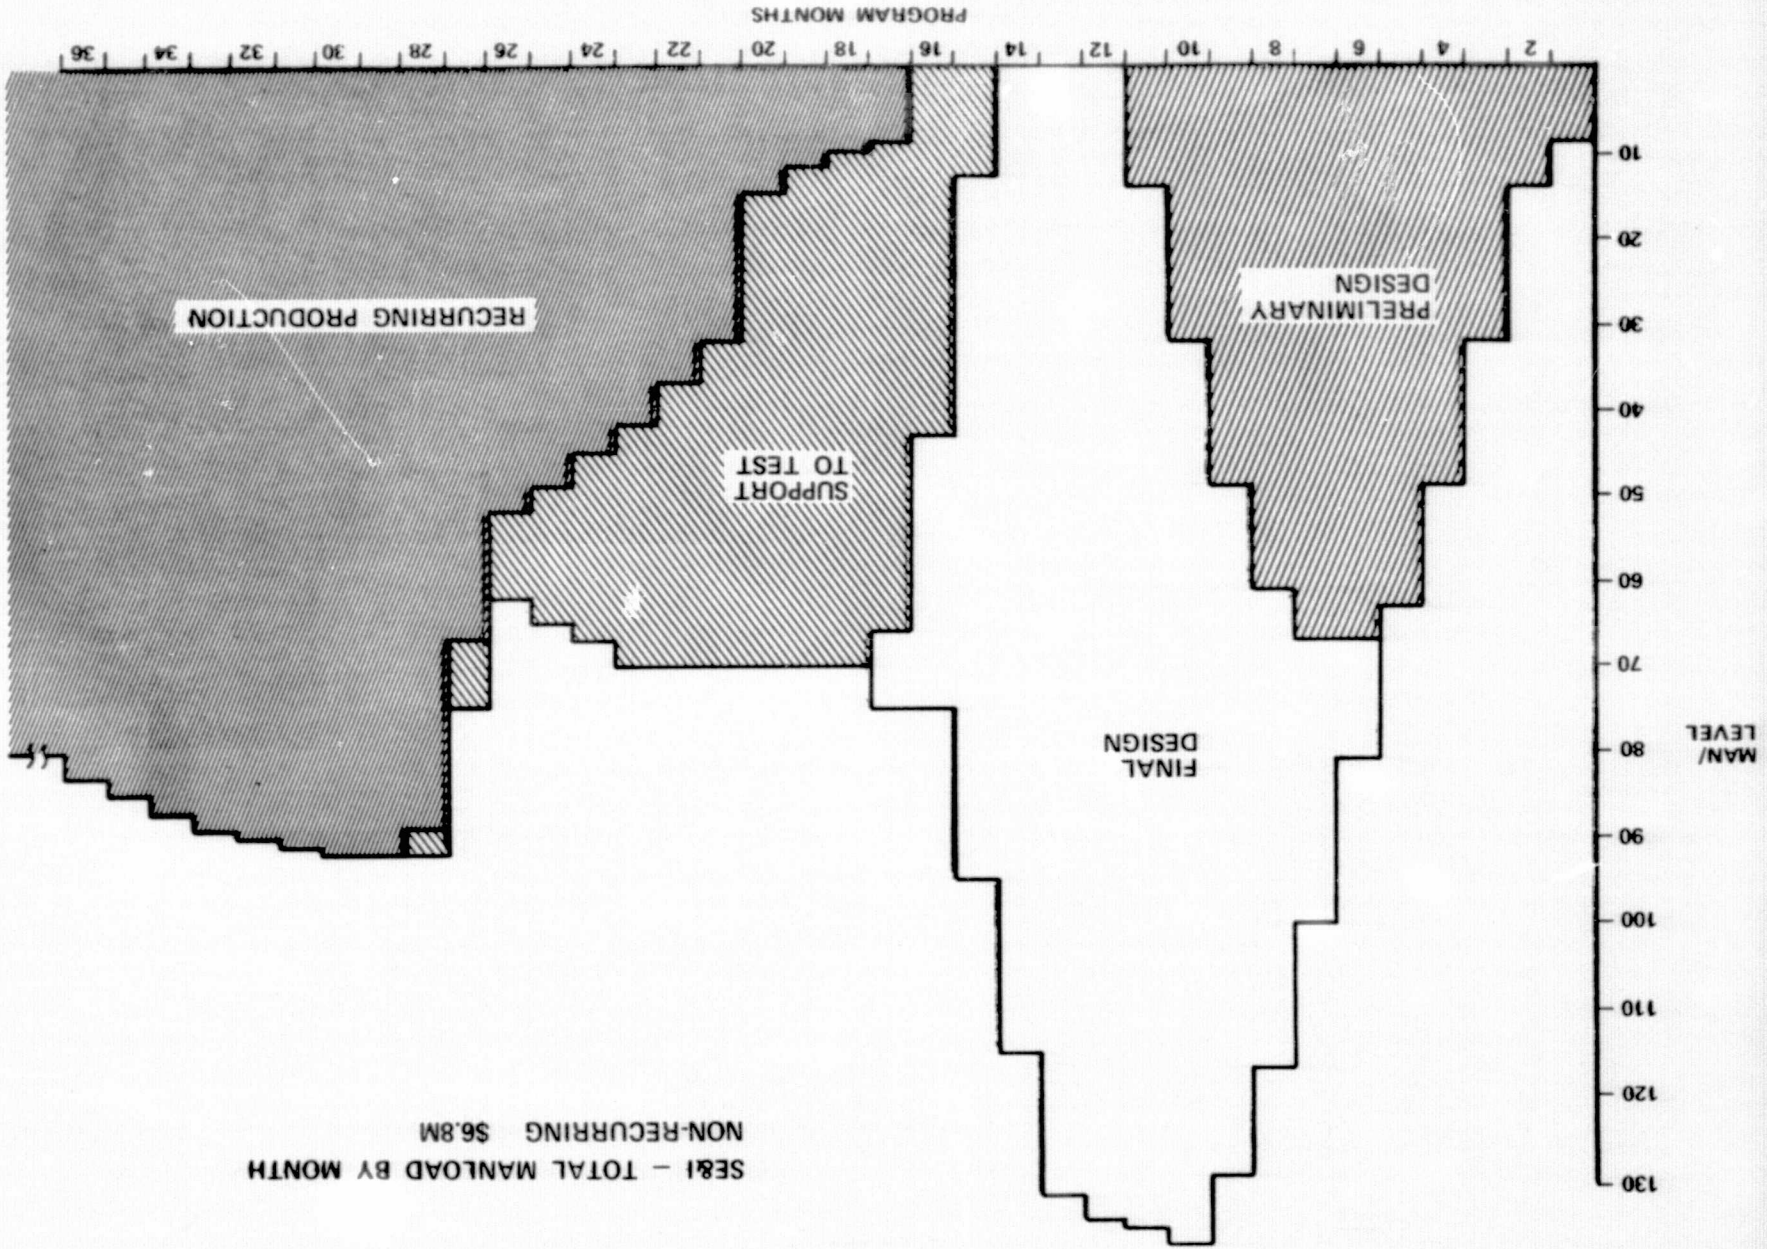 SE&I – TOTAL MANLOAD BY MONTH
NON-RECURRING $6.8M
130
120
110
100
90
80
70
60
50
40
30
20
10
MAN/
LEVEL
FINAL
DESIGN
SUPPORT
TO TEST
PRELIMINARY
DESIGN
RECURRING PRODUCTION
2 4 6 8 10 12 14 16 18 20 22 24 26 28 30 32 34 36
PROGRAM MONTHS